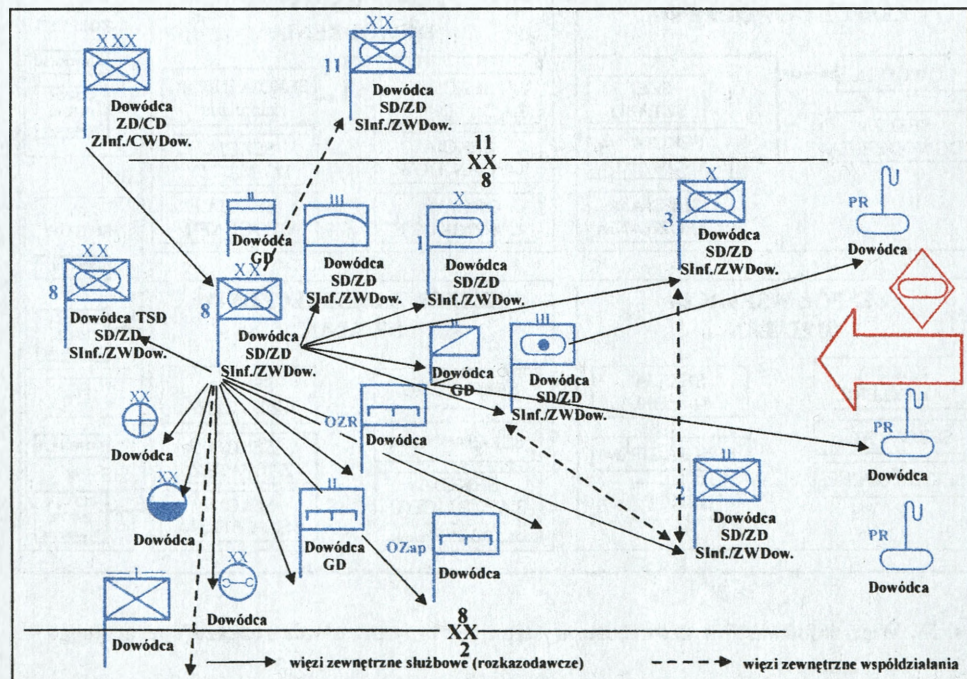 XXX
Dowódca
ZD/CD
ZInf./CWDow.
XX
11
Dowódca
SD/ZD
SInf./ZWDow.
11
XX
8
II
Dowódca
GD
III
Dowódca
SD/ZD
SInf./ZWDow.
X
1
Dowódca
SD/ZD
SInf./ZWDow.
X
3
Dowódca
SD/ZD
SInf./ZWDow.
PR
Dowódca
XX
8
Dowódca TSD
SD/ZD
SInf./ZWDow.
XX
8
Dowódca
SD/ZD
SInf./ZWDow.
II
Dowódca
GD
III
Dowódca
SD/ZD
SInf./ZWDow.
XX
Dowódca
OZR
Dowódca
PR
Dowódca
XX
Dowódca
II
Dowódca
GD
OZap
Dowódca
II
2
Dowódca
SD/ZD
SInf./ZWDow.
PR
Dowódca
I
Dowódca
XX
Dowódca
8
XX
2
więzi zewnętrzne służbowe (rozkazodawcze)
więzi zewnętrzne współdziałania